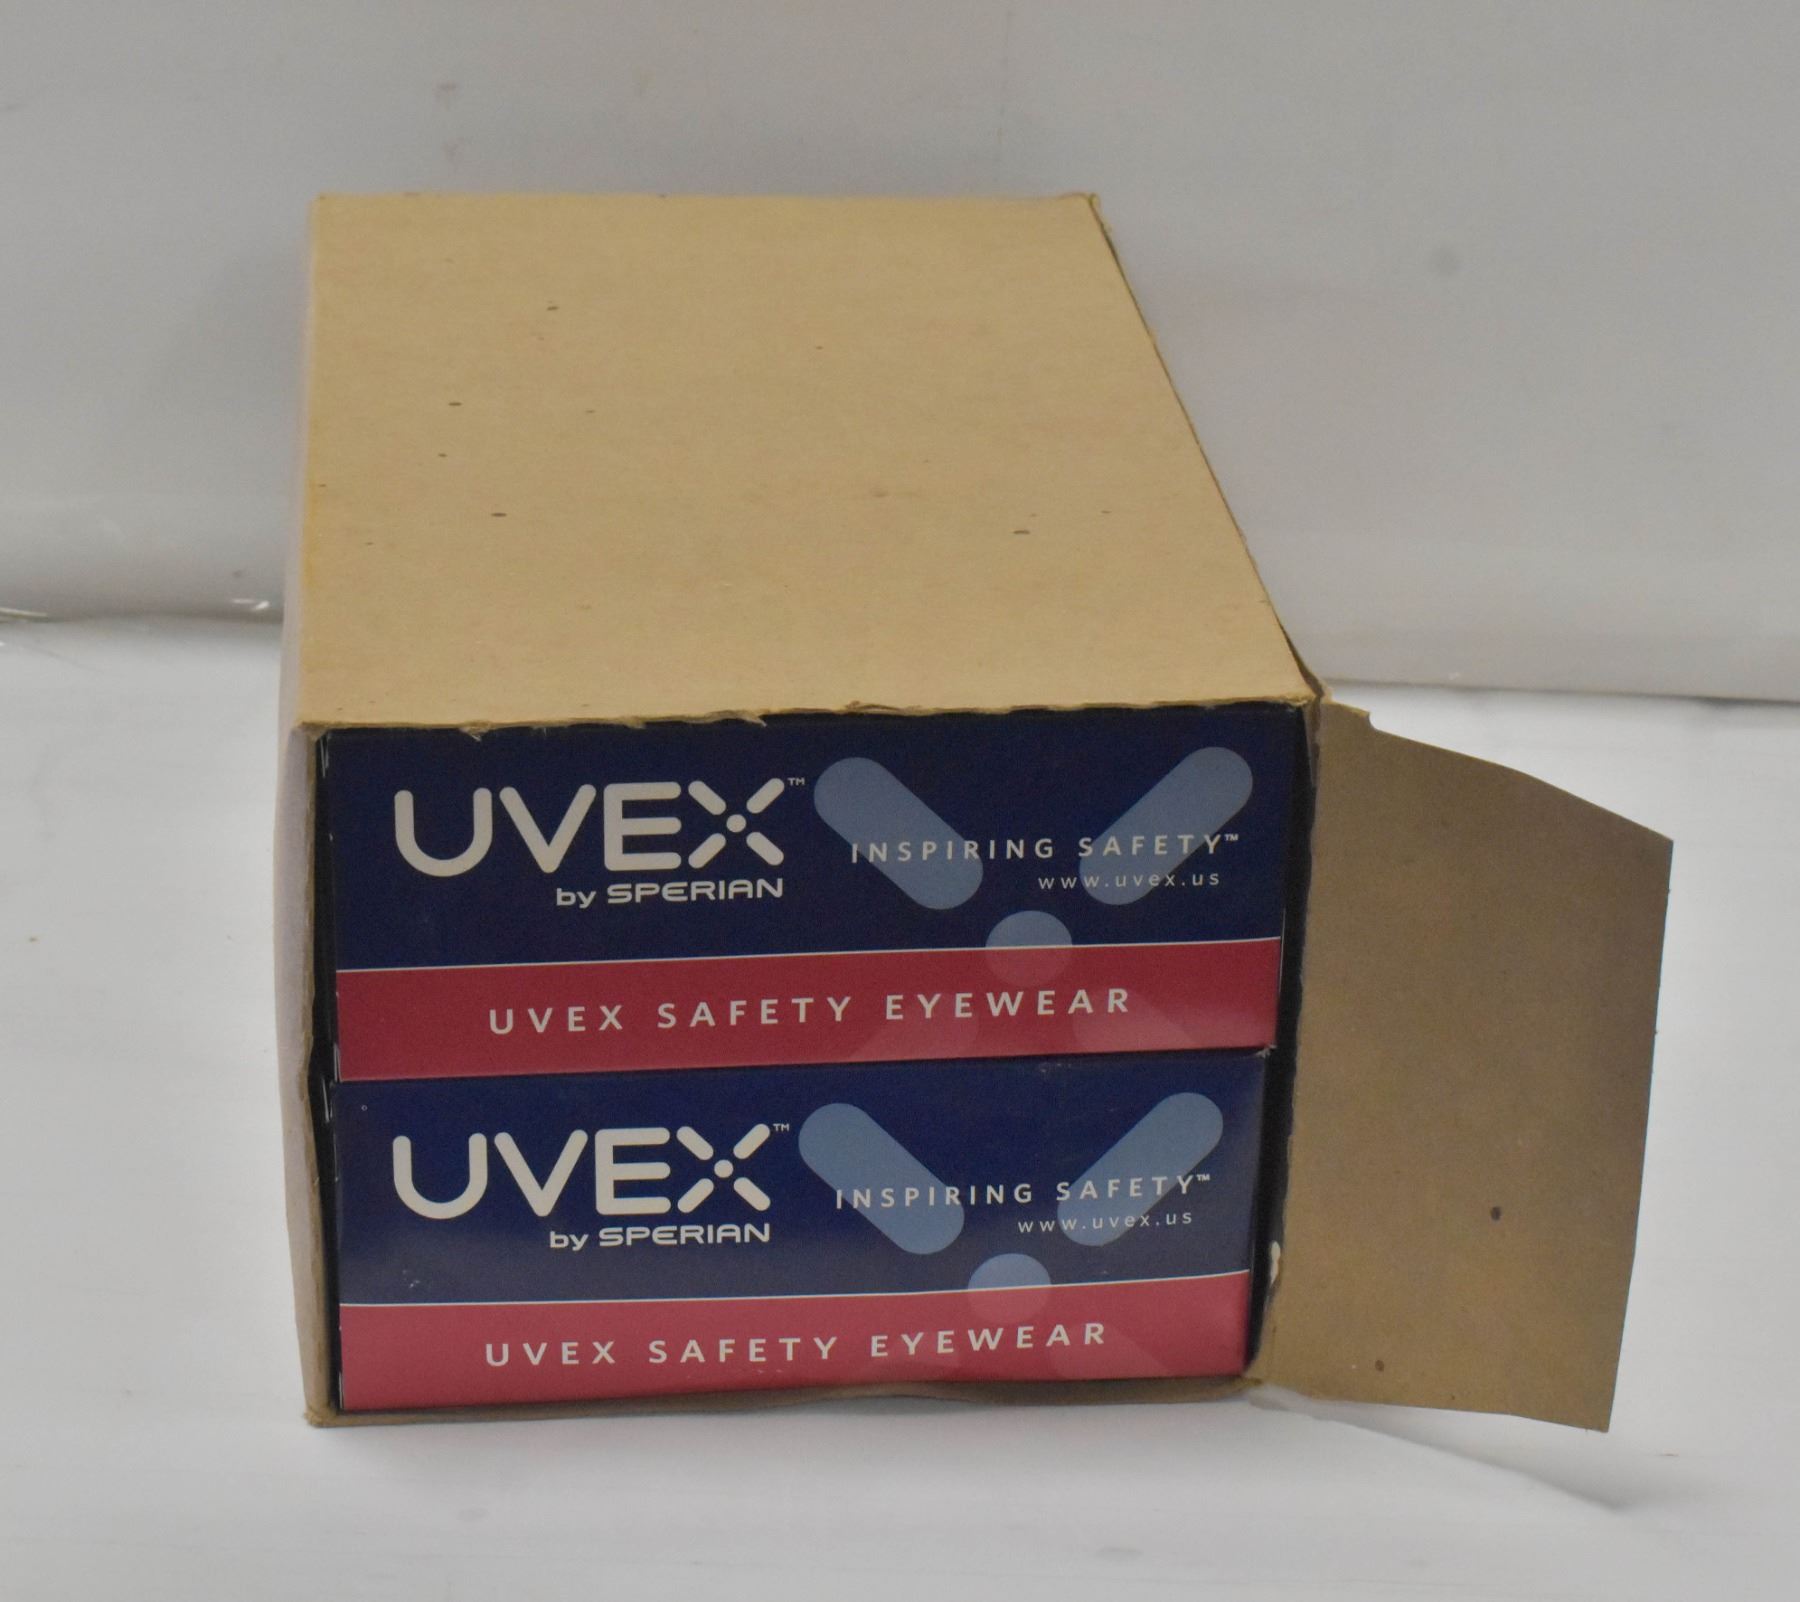 UVEX™
by SPERIAN
INSPIRING SAFETY™
www.uvex.us
UVEX SAFETY EYEWEAR
UVEX™
by SPERIAN
INSPIRING SAFETY™
www.uvex.us
UVEX SAFETY EYEWEAR